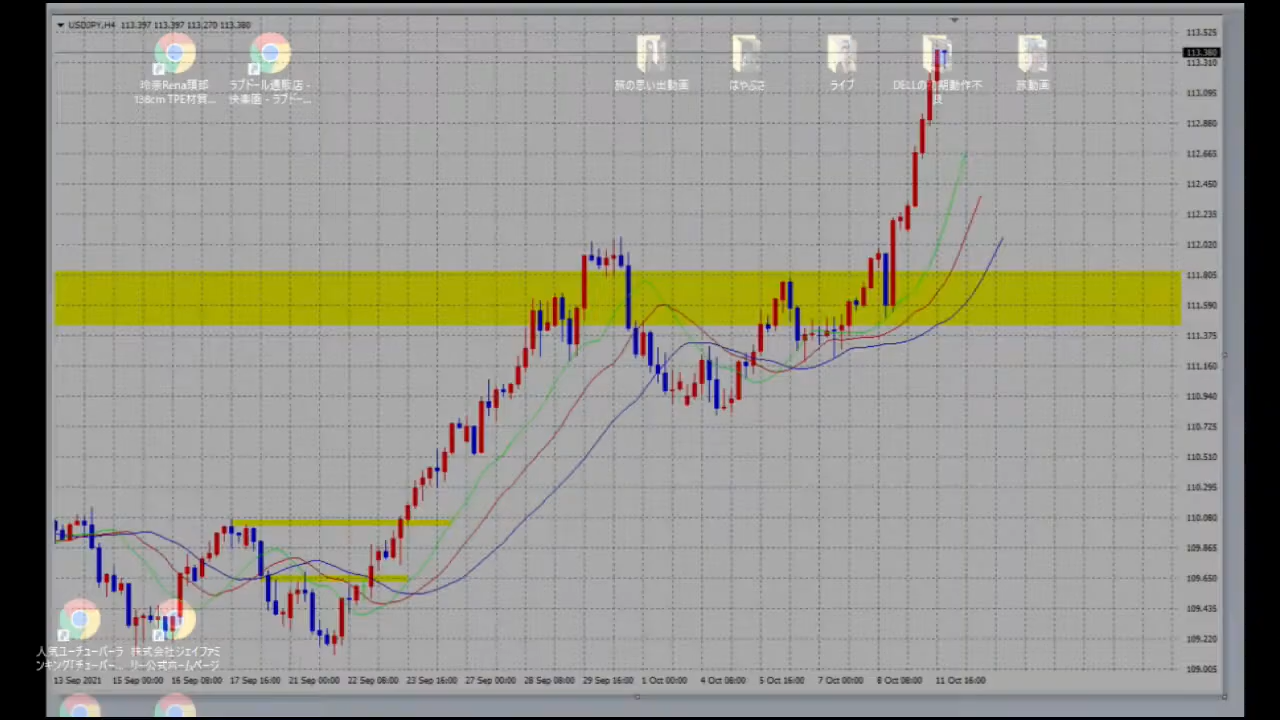 USDJPY,H4 113.397 113.397 113.270 113.380
113.525
113.380
113.310
113.095
112.880
112.665
112.450
112.235
112.020
111.805
111.590
111.375
111.160
110.940
110.725
110.510
110.295
110.080
109.865
109.650
109.435
109.220
109.005
玲奈Rena頭部
138cm TPE材質...
ラブドール通販店 -
快楽園 - ラブドー...
旅の思い出動画
はやぶさ
ライブ
DELLの初期動作不
良
旅動画
人気ユーチューバーラ
ンキング「チューバー...
株式会社ジェイファミ
リー公式ホームページ
13 Sep 2021
15 Sep 00:00
16 Sep 08:00
17 Sep 16:00
21 Sep 00:00
22 Sep 08:00
23 Sep 16:00
27 Sep 00:00
28 Sep 08:00
29 Sep 16:00
1 Oct 00:00
4 Oct 08:00
5 Oct 16:00
7 Oct 00:00
8 Oct 08:00
11 Oct 16:00